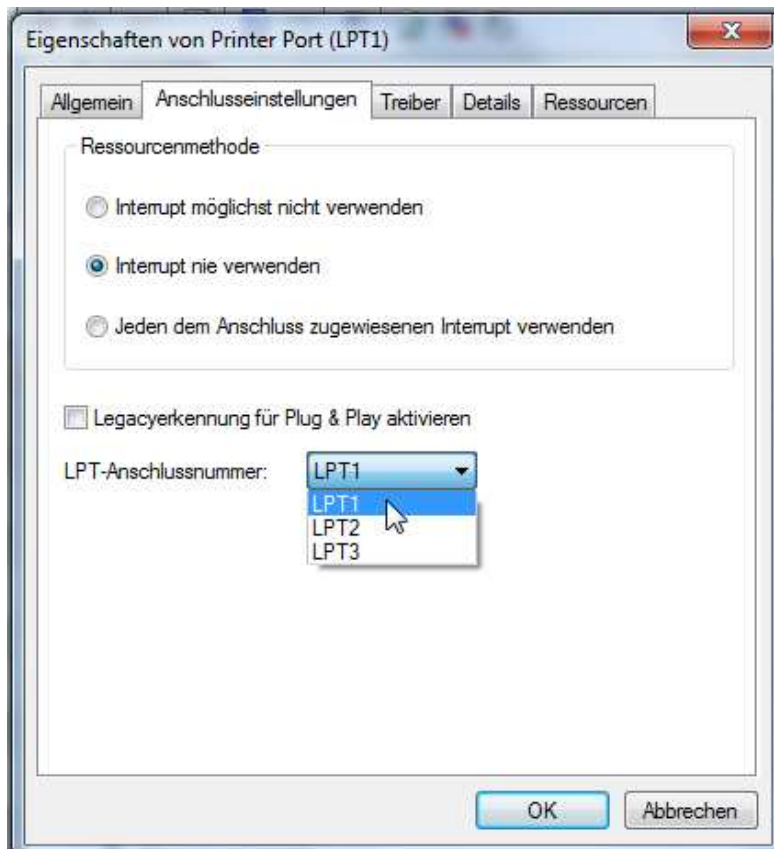 Eigenschaften von Printer Port (LPT1)
Allgemein Anschlusseinstellungen Treiber Details Ressourcen
Ressourcenmethode
Interrupt möglichst nicht verwenden
Interrupt nie verwenden
Jeden dem Anschluss zugewiesenen Interrupt verwenden
Legacyerkennung für Plug & Play aktivieren
LPT-Anschlussnummer: LPT1
LPT1
LPT2
LPT3
OK Abbrechen